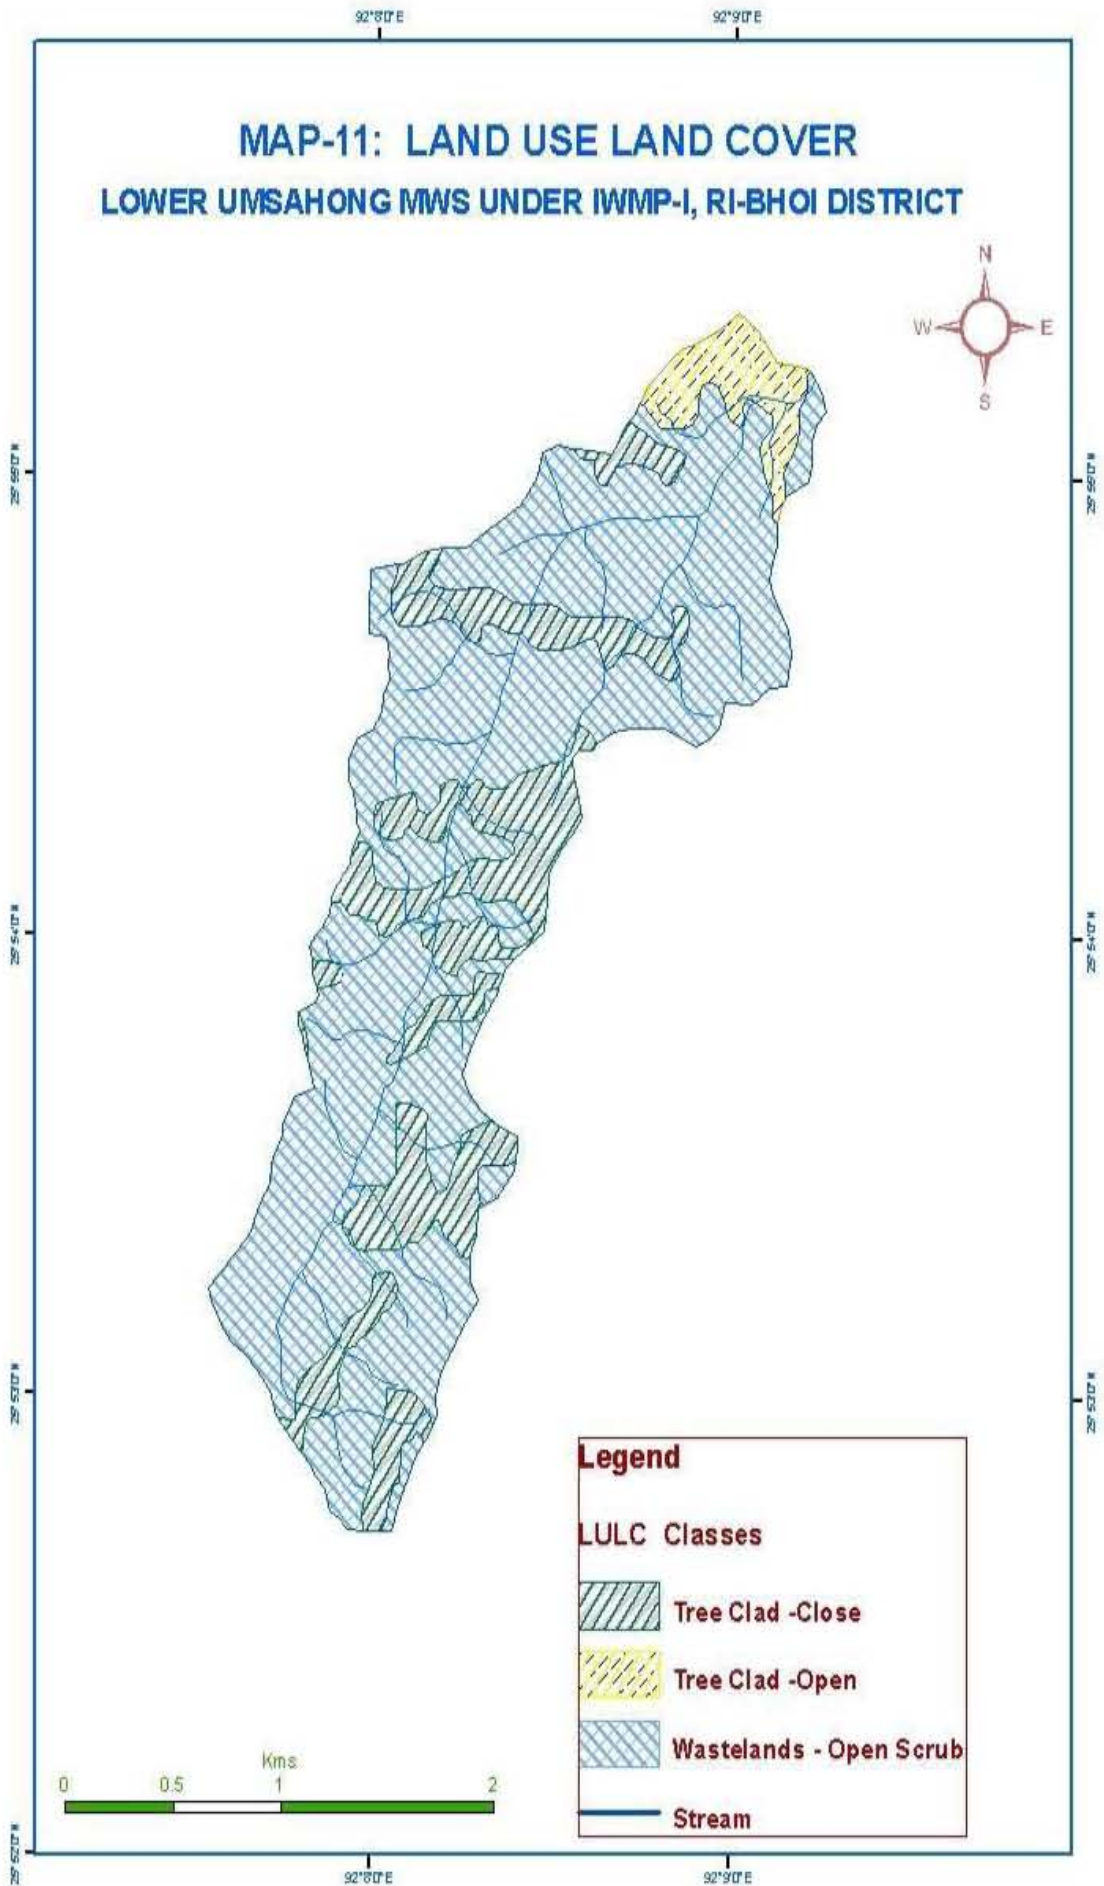 92°8'0"E 92°9'0"E
MAP-11: LAND USE LAND COVER
LOWER UMSAHONG MWS UNDER IWMP-I, RI-BHOI DISTRICT
N
W E
S
Legend
LULC Classes
Tree Clad -Close
Tree Clad -Open
Wastelands - Open Scrub
Stream
Kms
0 0.5 1 2
92°8'0"E 92°9'0"E